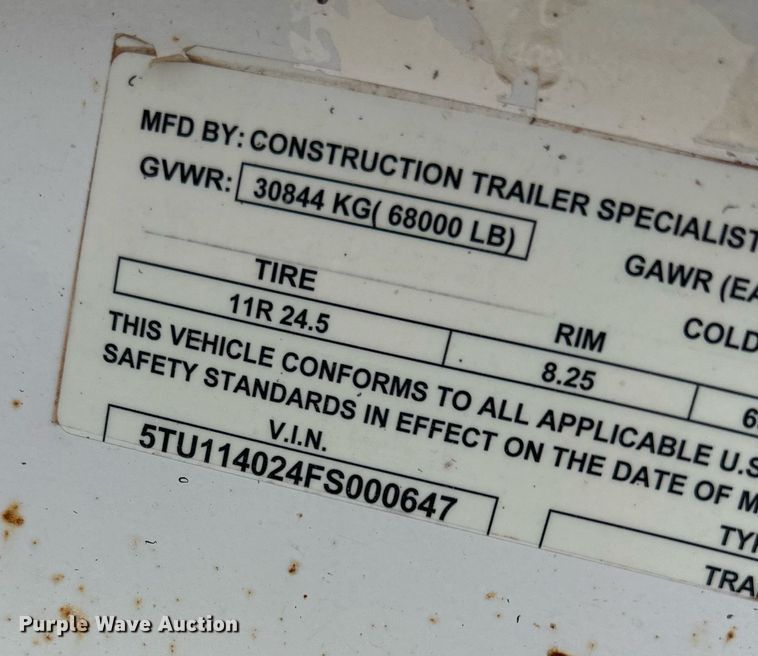 MFD BY: CONSTRUCTION TRAILER SPECIALIST
GVWR: 30844 KG( 68000 LB)
GAWR (EA
TIRE RIM COLD
11R 24.5 8.25 6
THIS VEHICLE CONFORMS TO ALL APPLICABLE U.S
SAFETY STANDARDS IN EFFECT ON THE DATE OF M
V.I.N. TYP
5TU114024FS000647 TRA
Purple Wave Auction